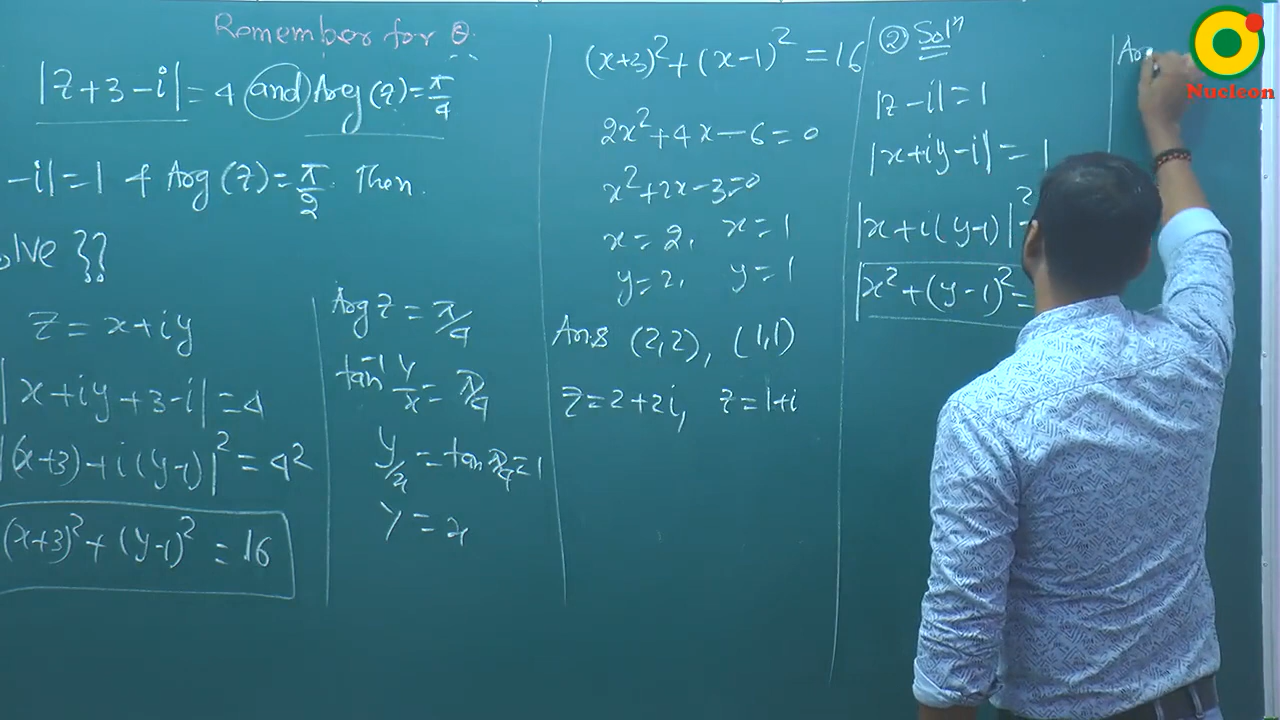 Remember for
|z+3-i|=4 and Arg(z)=π/4
-i|=1 & Arg(z)=π/2 Then.
olve ??
z=x+iy
|x+iy+3-i|=4
|(x+3)+i(y-1)|²=4²
(x+3)²+(y-1)²=16
Arg z=π/4
tan⁻¹ y/x=π/4
y/x=tan π/4=1
y=x
(x+3)²+(x-1)²=16
2x²+4x-6=0
x²+2x-3=0
x=2, x=1
y=2, y=1
Ans (2,2), (1,1)
z=2+2i, z=1+i
② Solⁿ
|z-i|=1
|x+iy-i|=1
|x+i(y-1)|²
x²+(y-1)²=
Nucleon